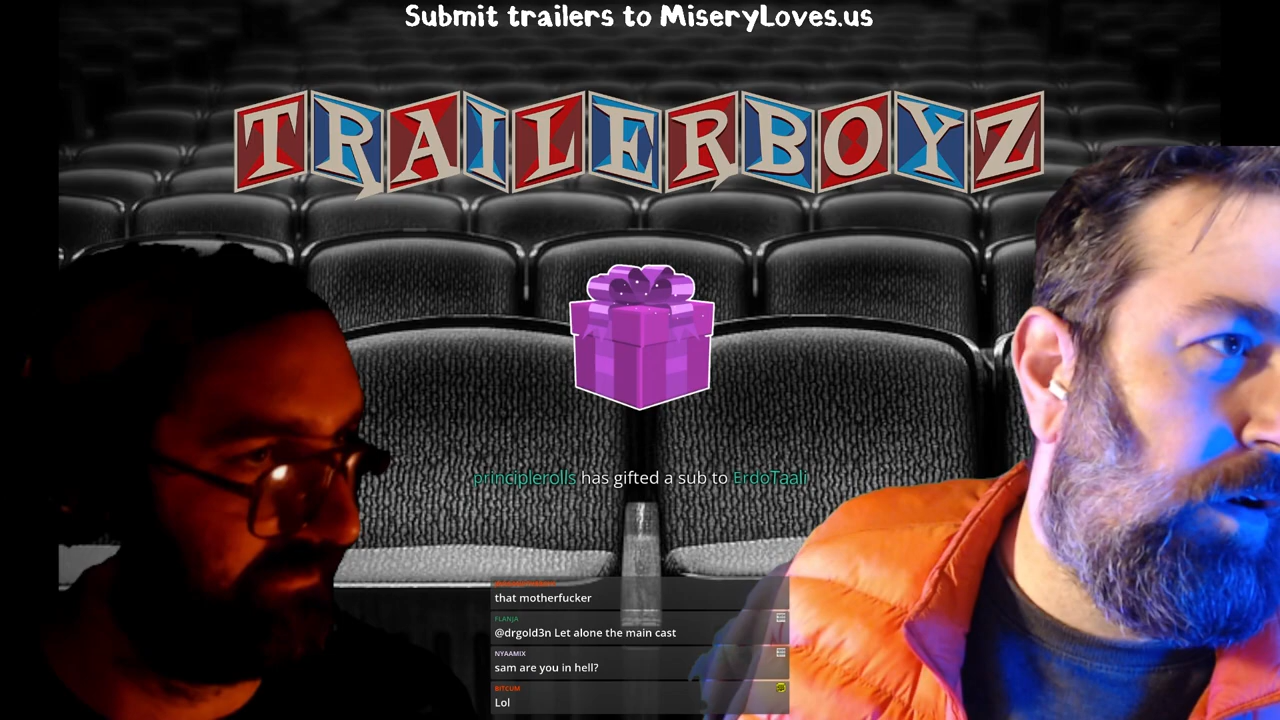 Submit trailers to MiseryLoves.us
TRAILERBOYZ
principlerolls has gifted a sub to ErdoTaali
that motherfucker
FLANJA
@drgold3n Let alone the main cast
NYAAMIX
sam are you in hell?
BITCUM
Lol